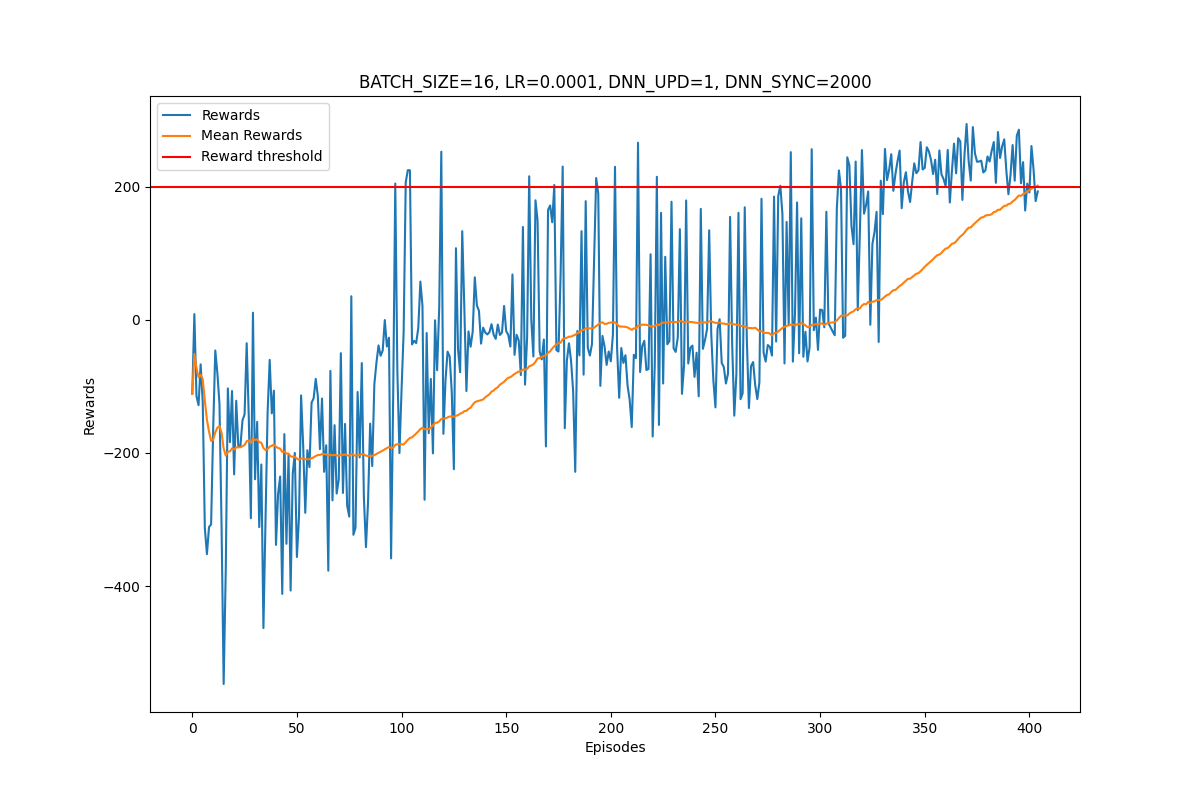 BATCH_SIZE=16, LR=0.0001, DNN_UPD=1, DNN_SYNC=2000
Rewards
Mean Rewards
Reward threshold
200
0
−200
−400
Rewards
0
50
100
150
200
250
300
350
400
Episodes